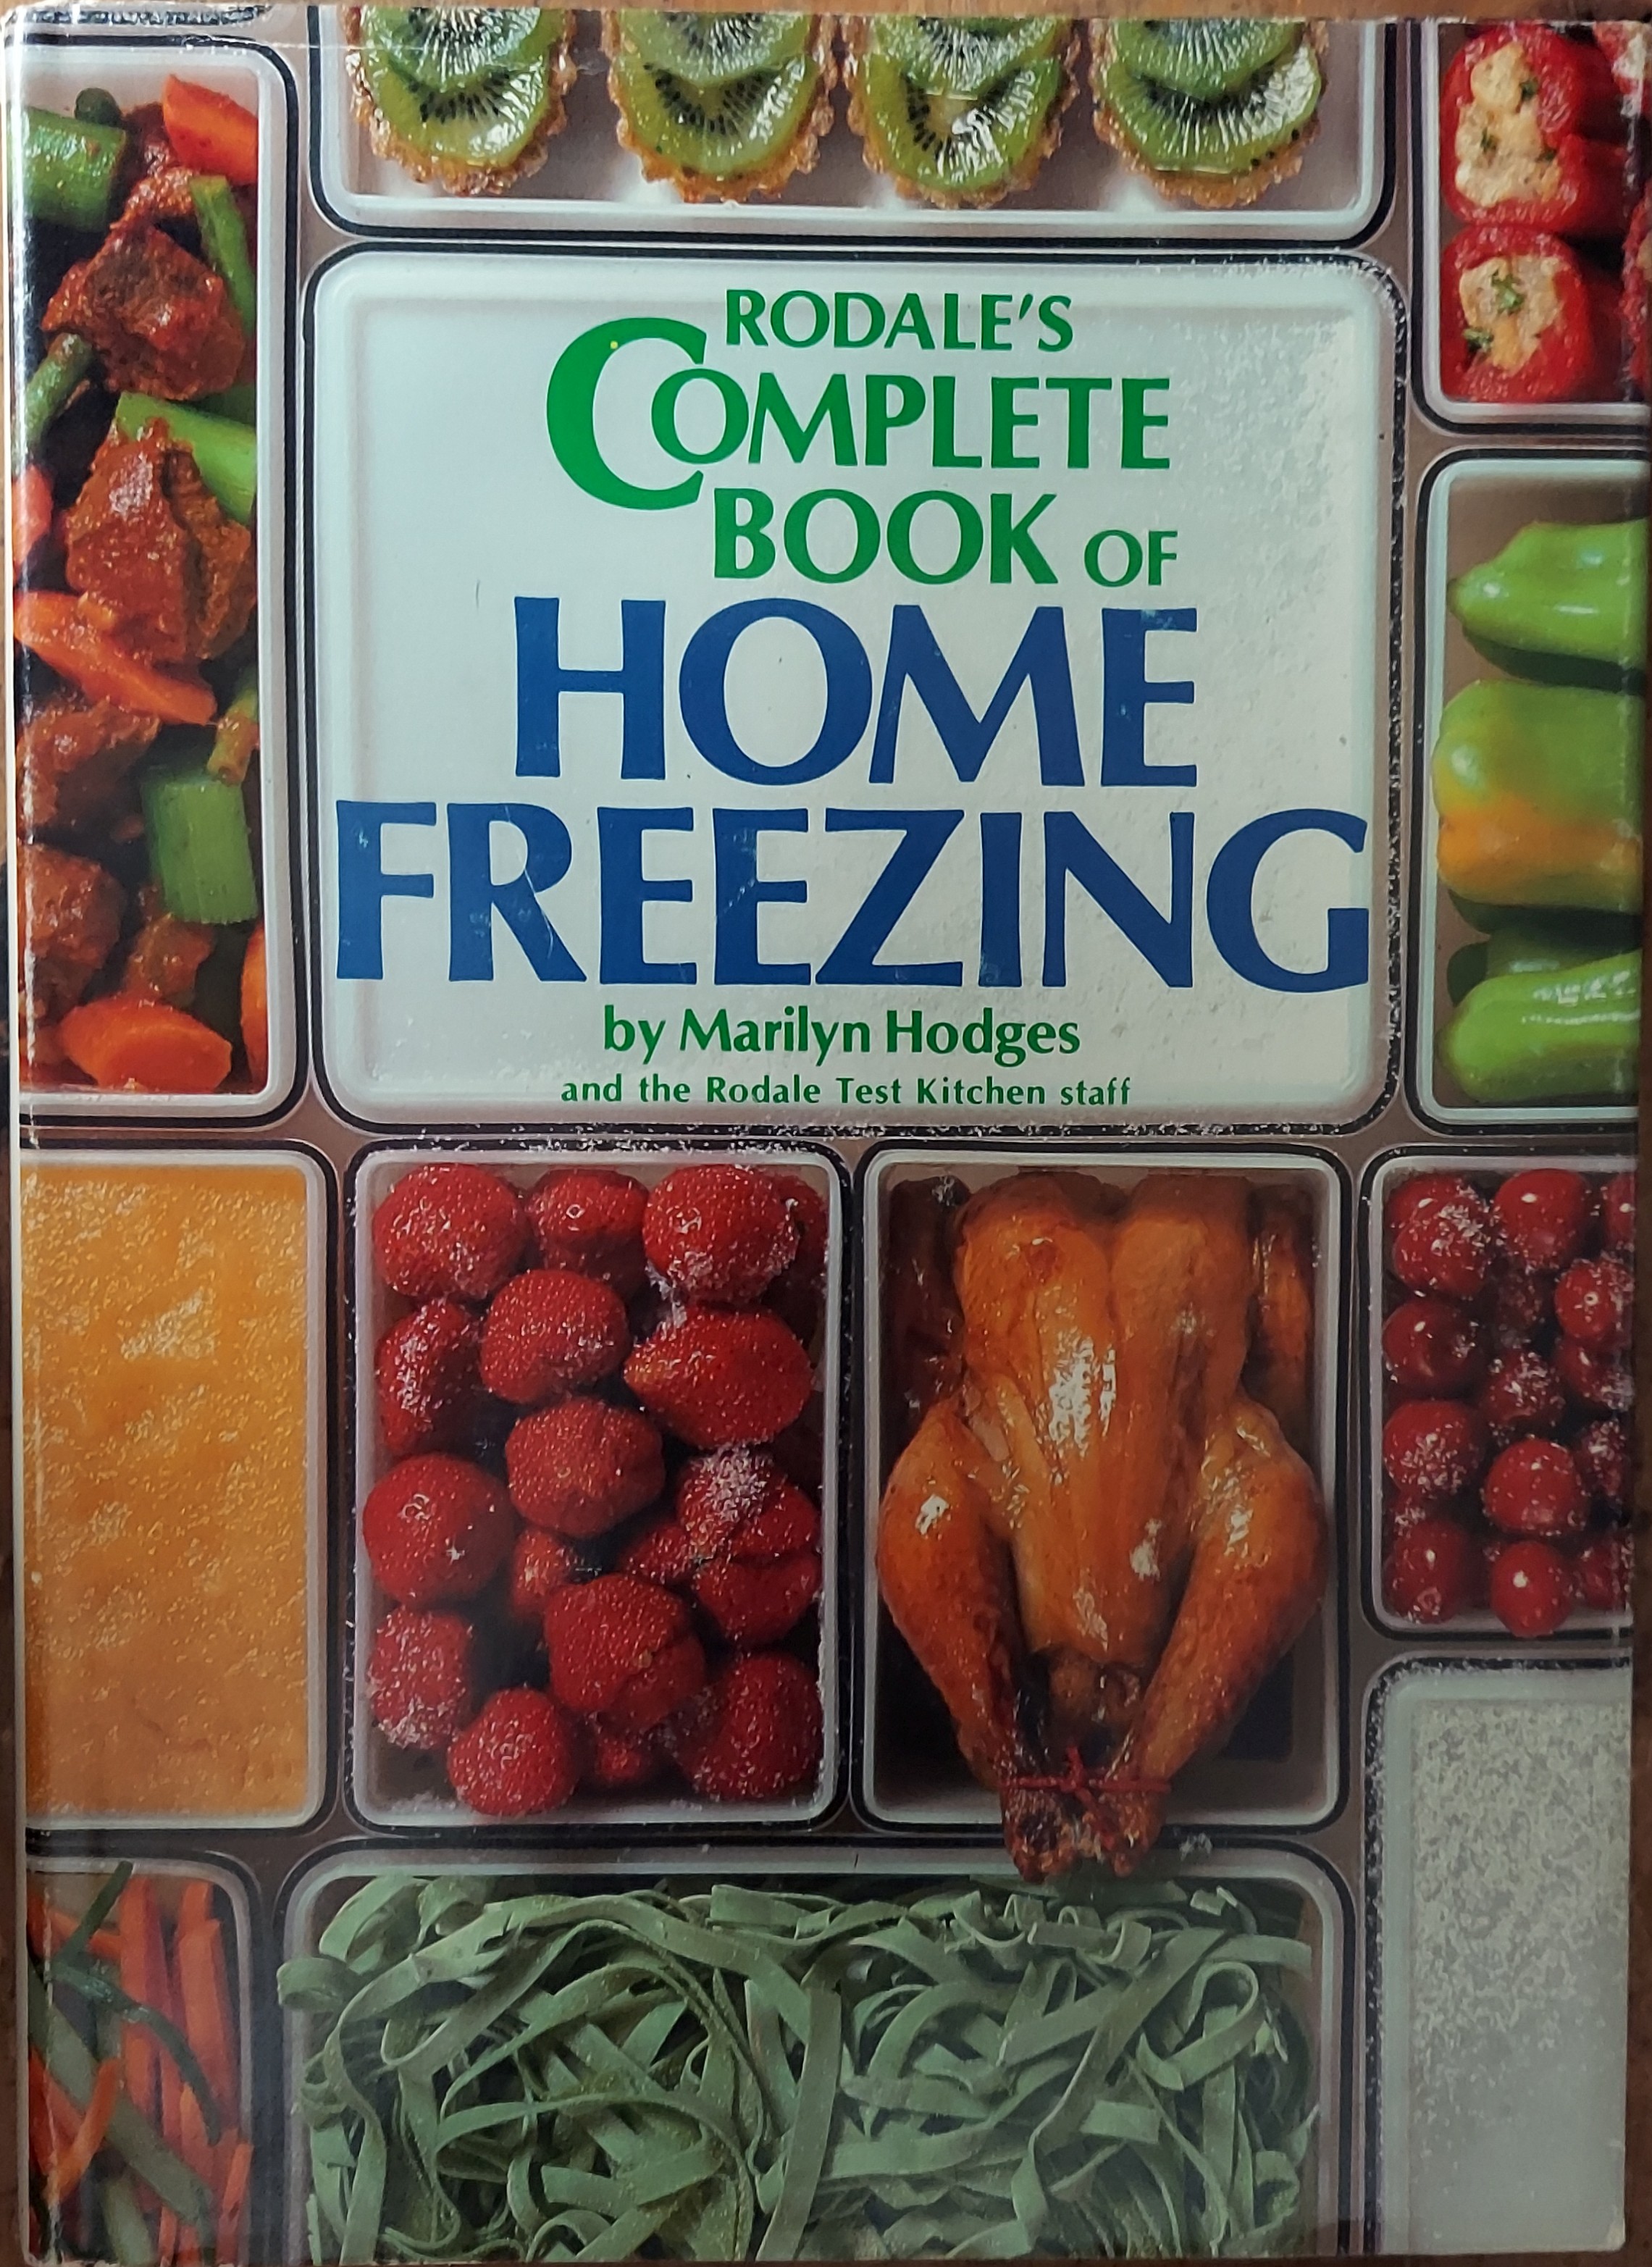 RODALE'S
COMPLETE
BOOK OF
HOME
FREEZING
by Marilyn Hodges
and the Rodale Test Kitchen staff